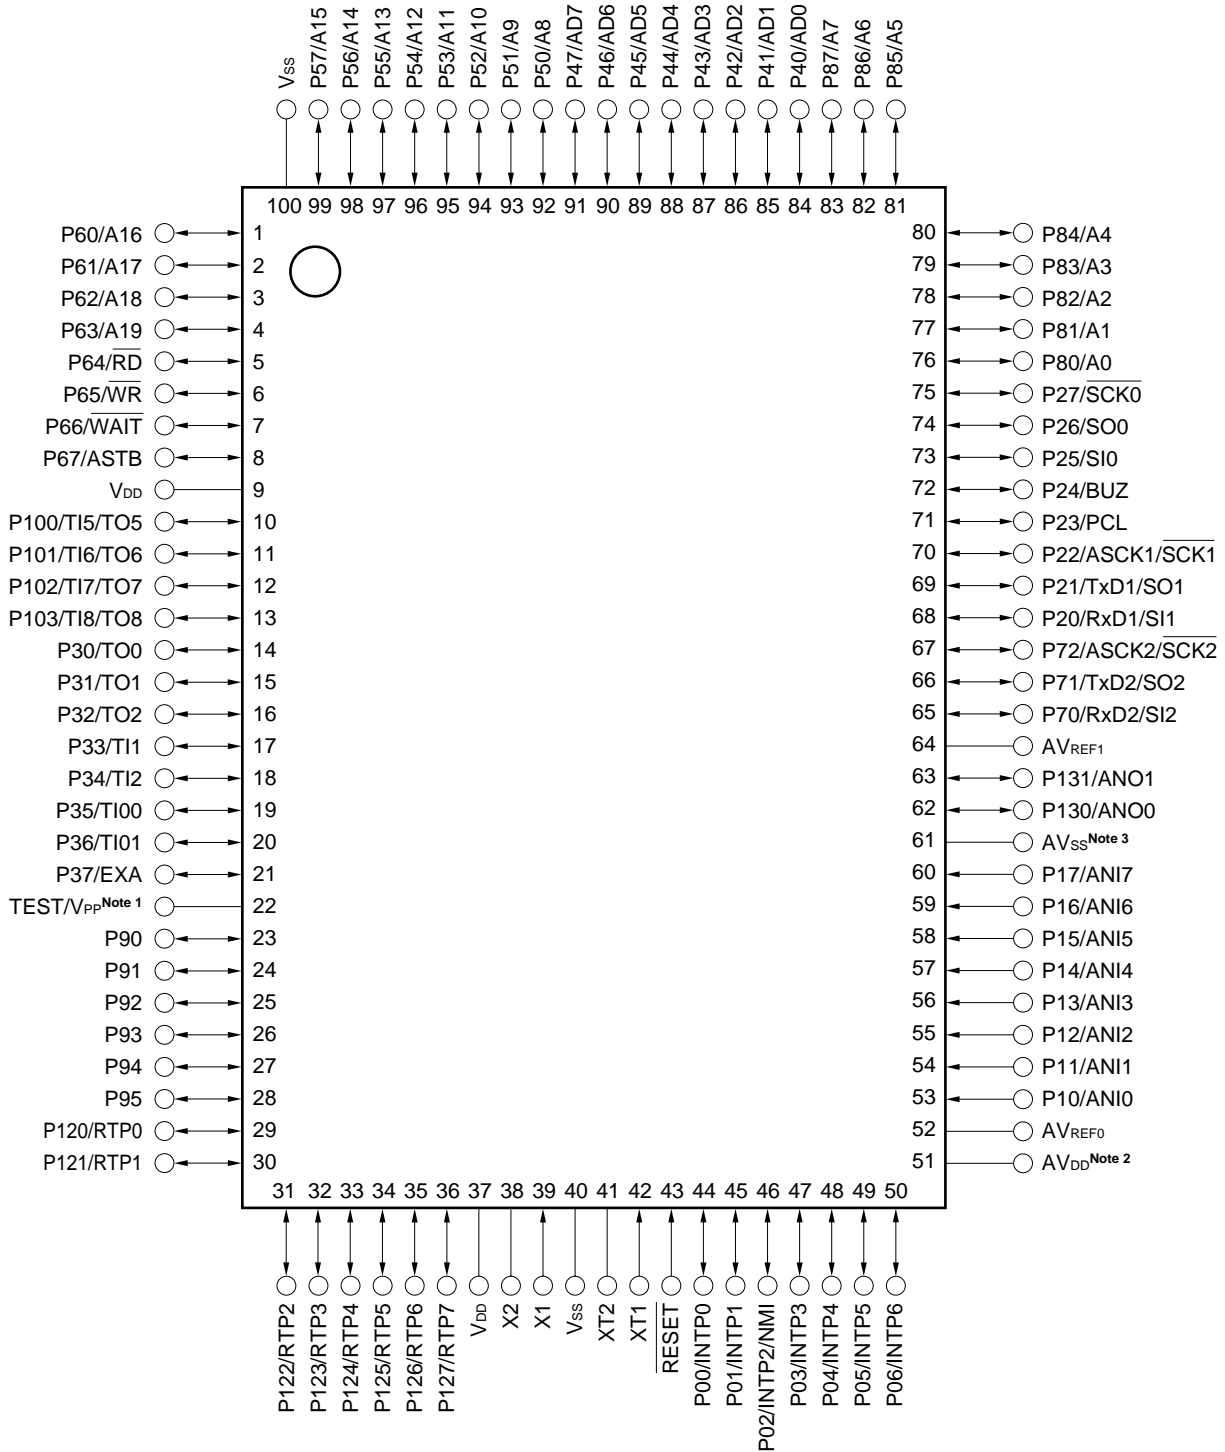 VSS
P57/A15
P56/A14
P55/A13
P54/A12
P53/A11
P52/A10
P51/A9
P50/A8
P47/AD7
P46/AD6
P45/AD5
P44/AD4
P43/AD3
P42/AD2
P41/AD1
P40/AD0
P87/A7
P86/A6
P85/A5
100 99 98 97 96 95 94 93 92 91 90 89 88 87 86 85 84 83 82 81
P60/A16 1
P61/A17 2
P62/A18 3
P63/A19 4
P64/RD 5
P65/WR 6
P66/WAIT 7
P67/ASTB 8
VDD 9
P100/TI5/TO5 10
P101/TI6/TO6 11
P102/TI7/TO7 12
P103/TI8/TO8 13
P30/TO0 14
P31/TO1 15
P32/TO2 16
P33/TI1 17
P34/TI2 18
P35/TI00 19
P36/TI01 20
P37/EXA 21
TEST/VPP Note 1 22
P90 23
P91 24
P92 25
P93 26
P94 27
P95 28
P120/RTP0 29
P121/RTP1 30
80 P84/A4
79 P83/A3
78 P82/A2
77 P81/A1
76 P80/A0
75 P27/SCK0
74 P26/SO0
73 P25/SI0
72 P24/BUZ
71 P23/PCL
70 P22/ASCK1/SCK1
69 P21/TxD1/SO1
68 P20/RxD1/SI1
67 P72/ASCK2/SCK2
66 P71/TxD2/SO2
65 P70/RxD2/SI2
64 AVREF1
63 P131/ANO1
62 P130/ANO0
61 AVSS Note 3
60 P17/ANI7
59 P16/ANI6
58 P15/ANI5
57 P14/ANI4
56 P13/ANI3
55 P12/ANI2
54 P11/ANI1
53 P10/ANI0
52 AVREF0
51 AVDD Note 2
31 32 33 34 35 36 37 38 39 40 41 42 43 44 45 46 47 48 49 50
P122/RTP2
P123/RTP3
P124/RTP4
P125/RTP5
P126/RTP6
P127/RTP7
VDD
X2
X1
VSS
XT2
XT1
RESET
P00/INTP0
P01/INTP1
P02/INTP2/NMI
P03/INTP3
P04/INTP4
P05/INTP5
P06/INTP6